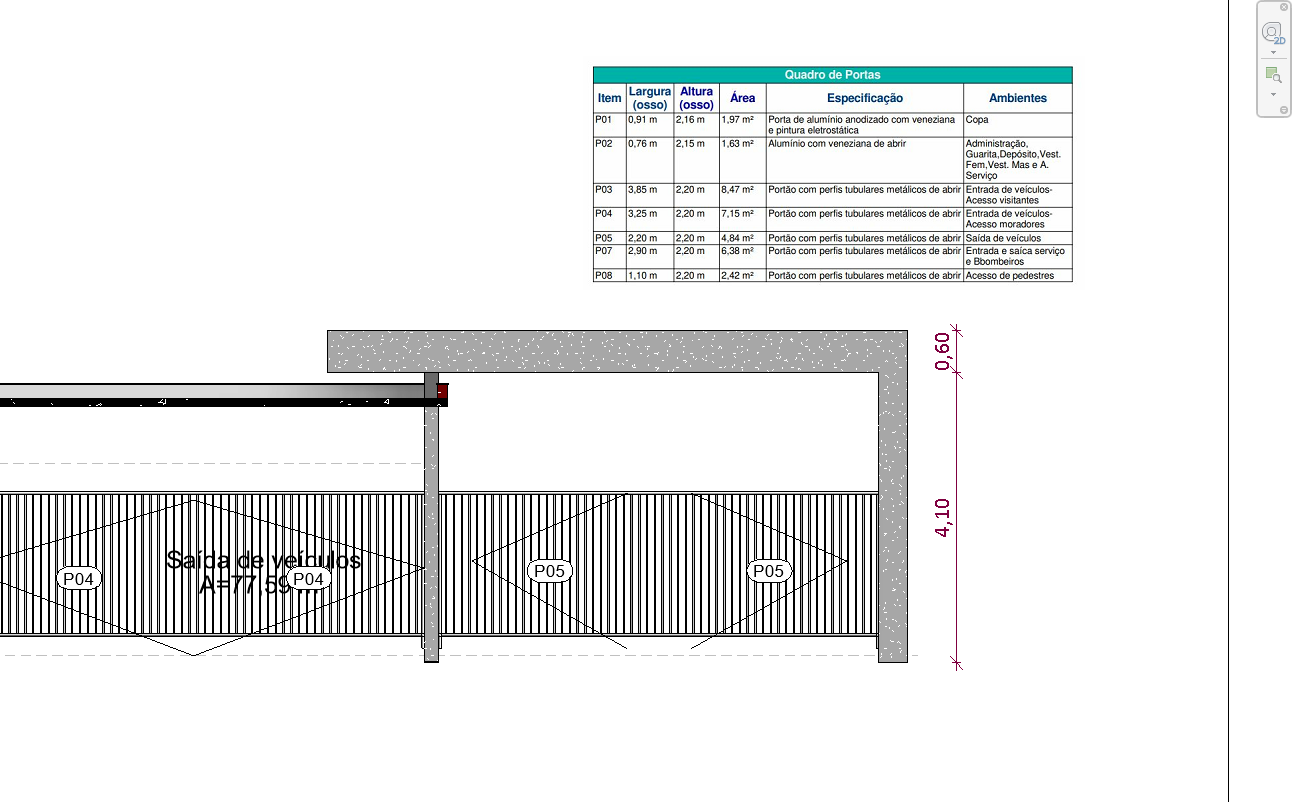 2D
Quadro de Portas
Item Largura (osso) Altura (osso) Área Especificação Ambientes
P01 0,91 m 2,16 m 1,97 m² Porta de alumínio anodizado com veneziana Copa
e pintura eletrostática
P02 0,76 m 2,15 m 1,63 m² Alumínio com veneziana de abrir Administração,
Guarita,Depósito,Vest.
Fem,Vest. Mas e A.
Serviço
P03 3,85 m 2,20 m 8,47 m² Portão com perfis tubulares metálicos de abrir Entrada de veículos-
Acesso visitantes
P04 3,25 m 2,20 m 7,15 m² Portão com perfis tubulares metálicos de abrir Entrada de veículos-
Acesso moradores
P05 2,20 m 2,20 m 4,84 m² Portão com perfis tubulares metálicos de abrir Saída de veículos
P07 2,90 m 2,20 m 6,38 m² Portão com perfis tubulares metálicos de abrir Entrada e saíca serviço
e Bbombeiros
P08 1,10 m 2,20 m 2,42 m² Portão com perfis tubulares metálicos de abrir Acesso de pedestres
0,60
4,10
Saída de veículos
A=77,59
P04 P04 P05 P05